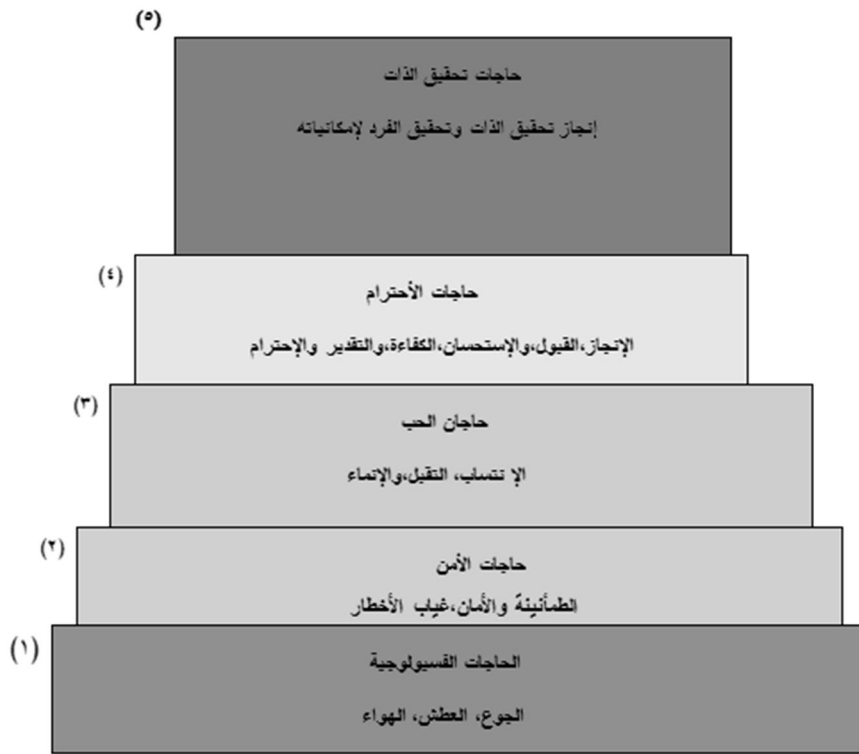 (٥)
حاجات تحقيق الذات
إنجاز تحقيق الذات وتحقيق الفرد لإمكانياته
(٤)
حاجات الأحترام
الإنجاز،القبول،والإستحسان،الكفاءة،والتقدير والإحترام
(٣)
حاجان الحب
الإ نتساب، التقبل،والإنماء
(٢)
حاجات الأمن
الطمأنينة والأمان،غياب الأخطار
(١)
الحاجات الفسيولوجية
الجوع، العطش، الهواء